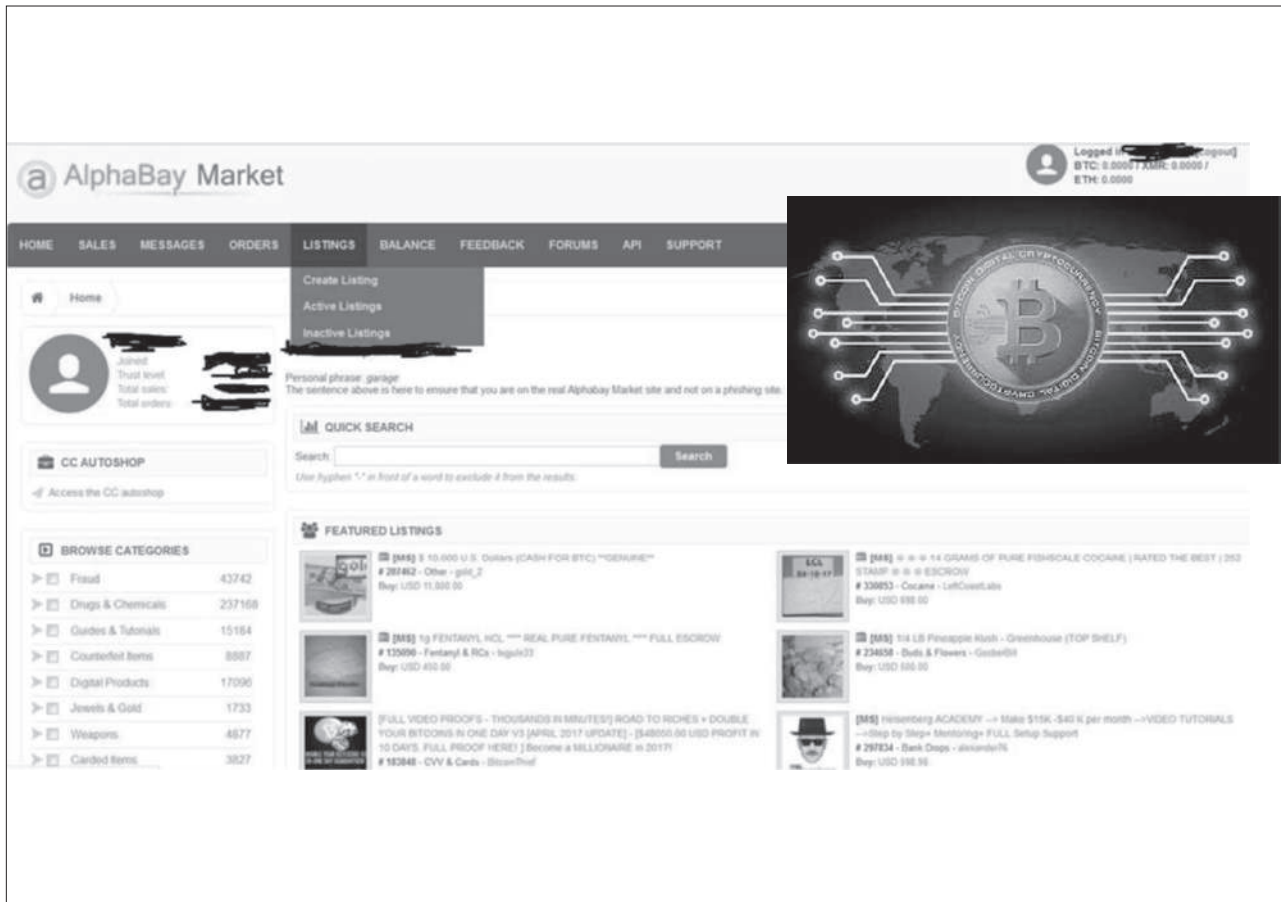 AlphaBay Market
Logged in
[Logout]
BTC: 0.0000 / XMR: 0.0000 /
ETH: 0.0000
HOME SALES MESSAGES ORDERS LISTINGS BALANCE FEEDBACK FORUMS API SUPPORT
Create Listing
Active Listings
Inactive Listings
Home
Joined:
Trust level:
Total sales:
Total orders:
Personal phrase: garage
The sentence above is here to ensure that you are on the real Alphabay Market site and not on a phishing site.
BITCOIN DIGITAL CRYPTOCURRENCY
BITCOIN DIGITAL CRYPTOCURRENCY
QUICK SEARCH
Search:
Search
Use hyphen "-" in front of a word to exclude it from the results.
CC AUTOSHOP
Access the CC autoshop
BROWSE CATEGORIES
Fraud 43742
Drugs & Chemicals 237168
Guides & Tutorials 15184
Counterfeit Items 8887
Digital Products 17096
Jewels & Gold 1733
Weapons 4677
Carded Items 3827
FEATURED LISTINGS
[MS] $ 10,000 U.S. Dollars (CASH FOR BTC) **GENUINE**
# 207462 - Other - gold_2
Buy: USD 11,000.00
[MS] 1g FENTANYL HCL **** REAL PURE FENTANYL **** FULL ESCROW
# 135090 - Fentanyl & RCs -
Buy: USD 450.00
[FULL VIDEO PROOFS - THOUSANDS IN MINUTES!] ROAD TO RICHES + DOUBLE
YOUR BITCOINS IN ONE DAY V3 [APRIL 2017 UPDATE] - [$48050.00 USD PROFIT IN
10 DAYS. FULL PROOF HERE! ] Become a MILLIONAIRE in 2017!
# 183848 - CVV & Cards - BitcoinThief
[MS] 14 GRAMS OF PURE FISHSCALE COCAINE | RATED THE BEST |
STAMP ESCROW
# 330853 - Cocaine - LeftCoastLabs
Buy: USD 698.00
[MS] 1/4 LB Pineapple Kush - Greenhouse (TOP SHELF)
# 234658 - Buds & Flowers - GooberBill
Buy: USD 500.00
[MS] Heisenberg ACADEMY --> Make $15K -$40 K per month -->VIDEO TUTORIALS
-->Step by Step+ Mentoring+ FULL Setup Support
# 297834 - Bank Drops - alexander76
Buy: USD 598.98